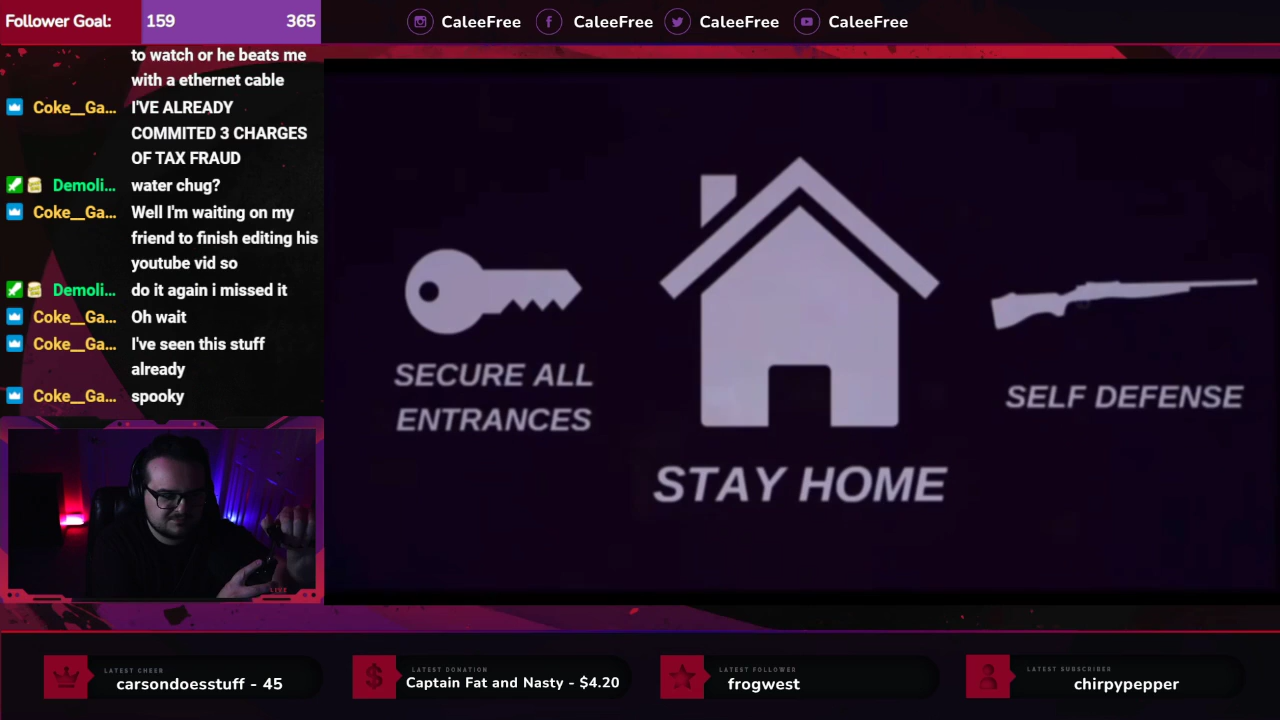 Follower Goal: 159 365
CaleeFree CaleeFree CaleeFree CaleeFree
to watch or he beats me
with a ethernet cable
Coke__Ga... I'VE ALREADY
COMMITED 3 CHARGES
OF TAX FRAUD
Demoli... water chug?
Coke__Ga... Well I'm waiting on my
friend to finish editing his
youtube vid so
Demoli... do it again i missed it
Coke__Ga... Oh wait
Coke__Ga... I've seen this stuff
already
Coke__Ga... spooky
SECURE ALL
ENTRANCES
STAY HOME
SELF DEFENSE
LIVE
LATEST CHEER
carsondoesstuff - 45
LATEST DONATION
Captain Fat and Nasty - $4.20
LATEST FOLLOWER
frogwest
LATEST SUBSCRIBER
chirpypepper